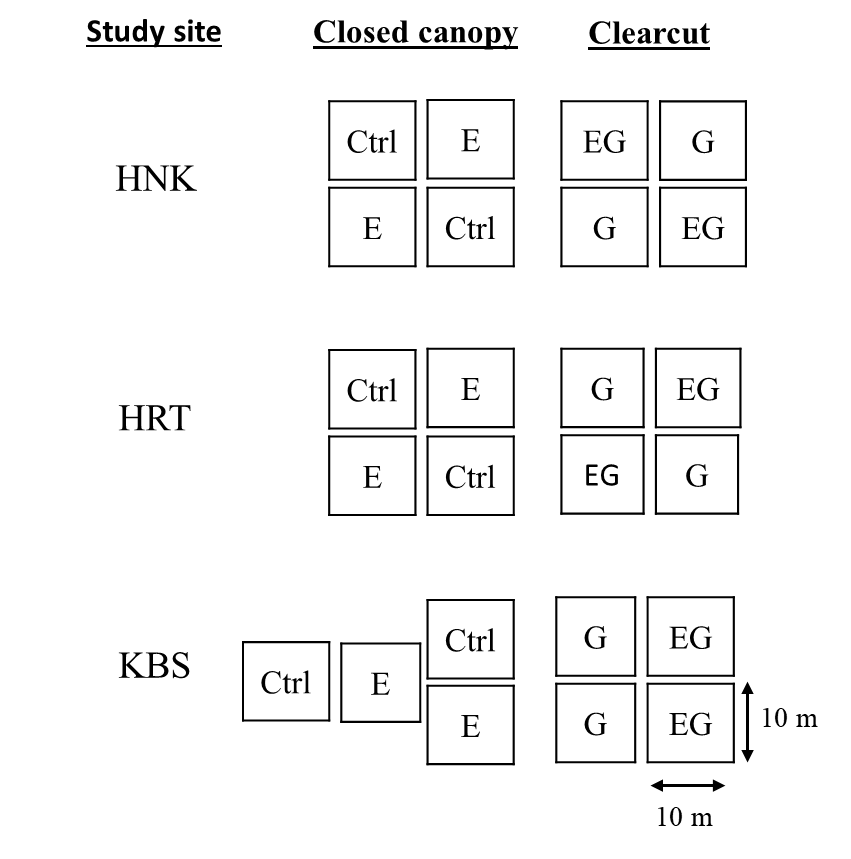 Study site Closed canopy Clearcut
Ctrl E EG G
HNK
E Ctrl G EG
Ctrl E G EG
HRT
E Ctrl EG G
Ctrl G EG
KBS
Ctrl E
E G EG 10 m
10 m